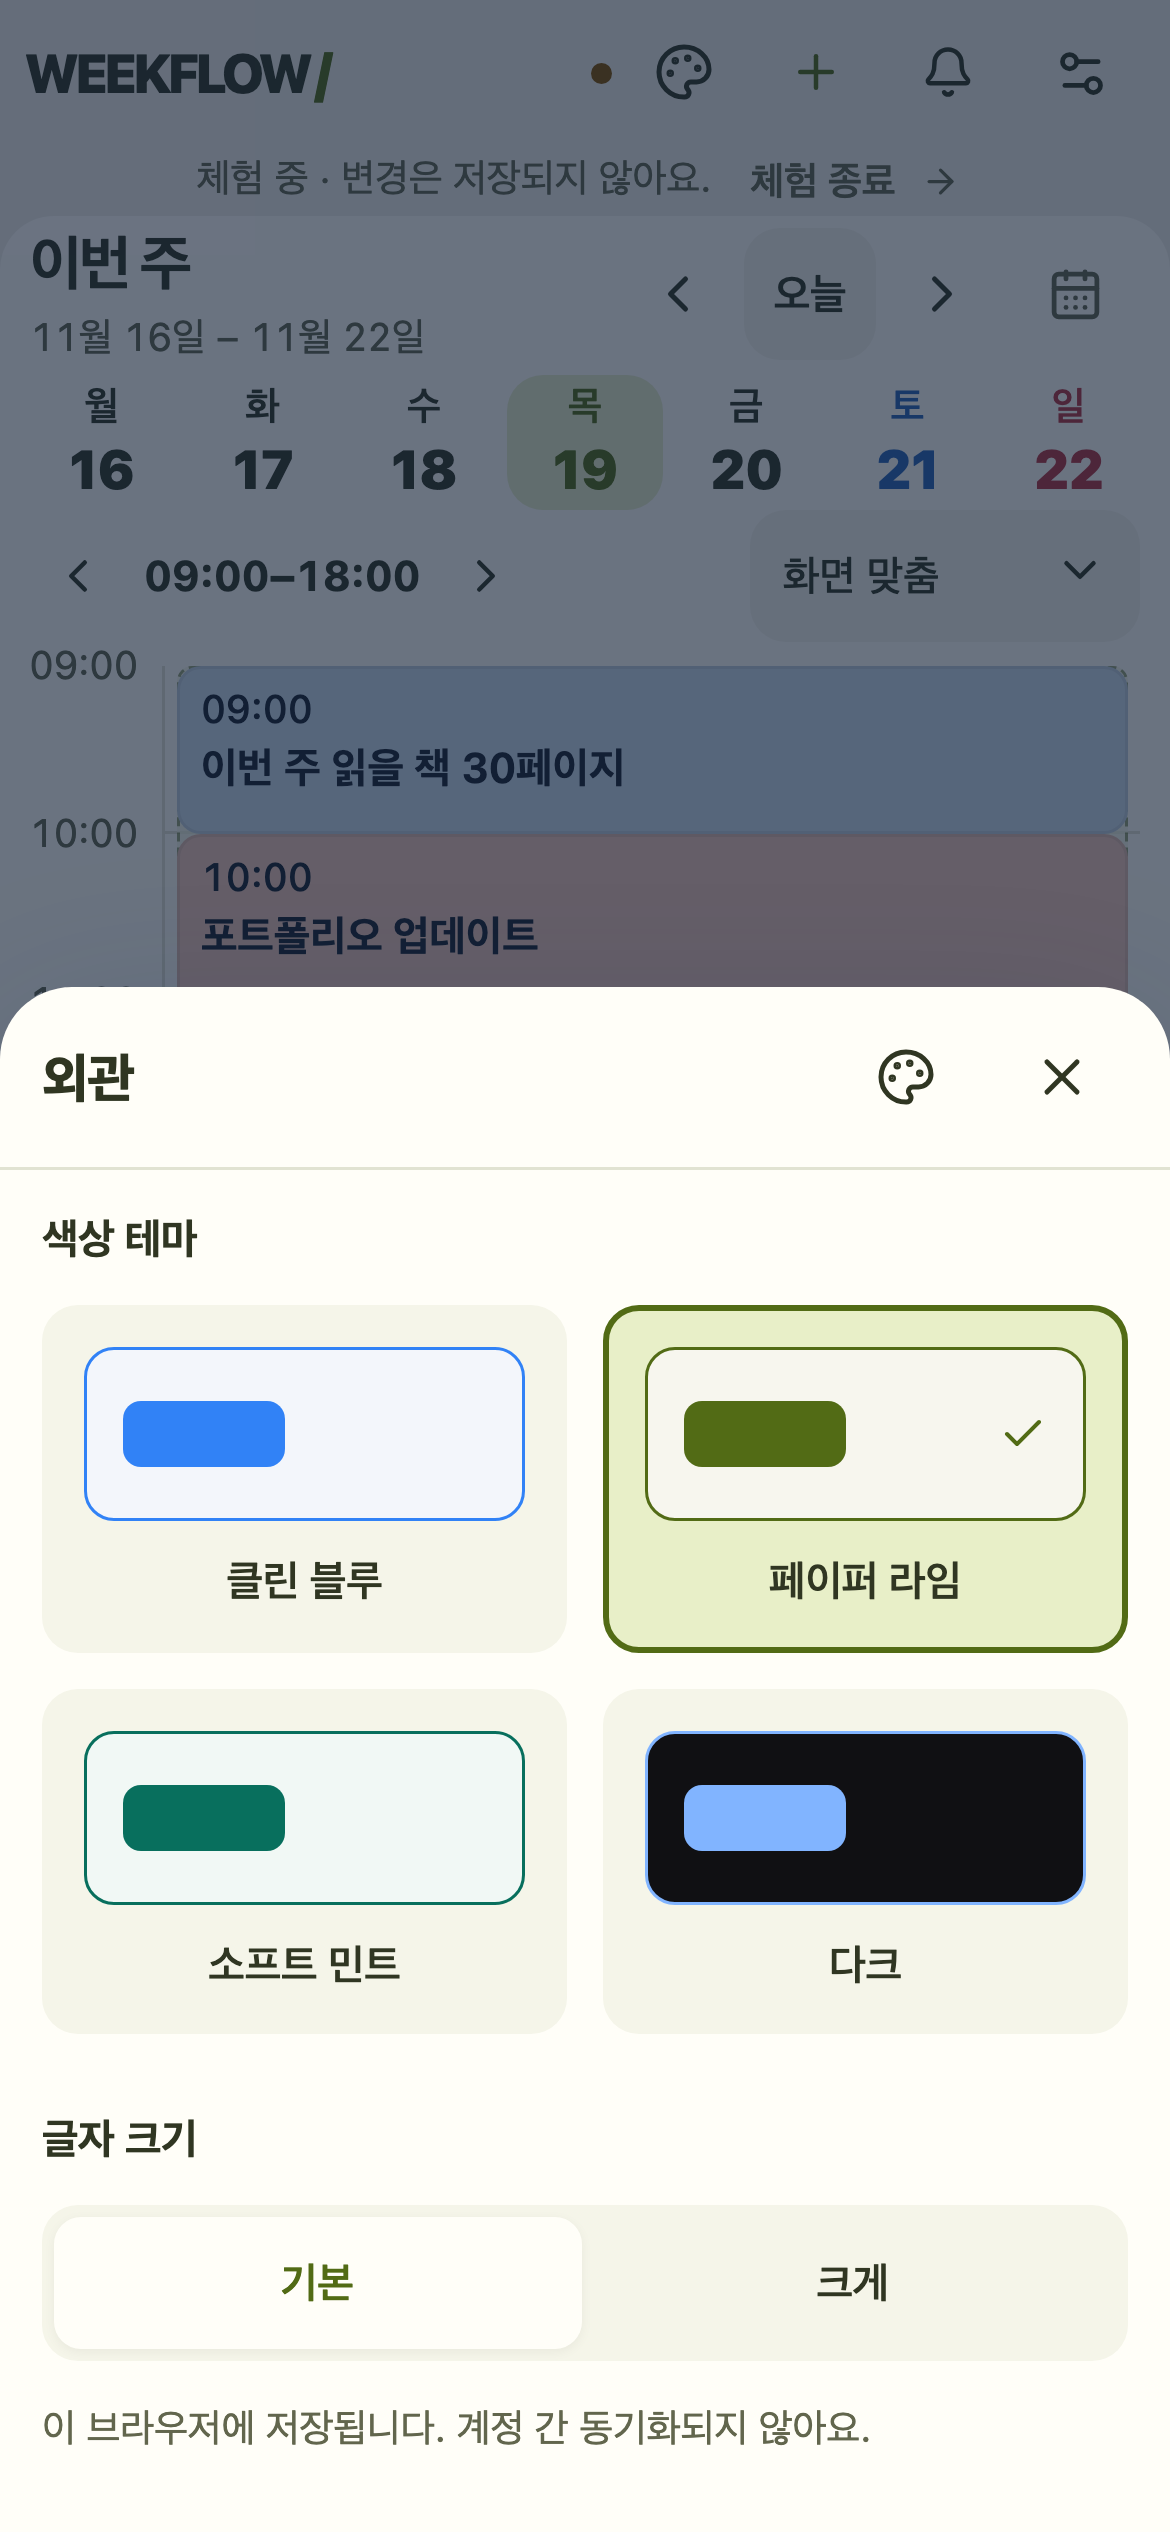 WEEKFLOW/
체험 중 · 변경은 저장되지 않아요. 체험 종료 →
이번 주
오늘
11월 16일 – 11월 22일
월 화 수 목 금 토 일
16 17 18 19 20 21 22
09:00–18:00
화면 맞춤
09:00
09:00
이번 주 읽을 책 30페이지
10:00
10:00
포트폴리오 업데이트
외관
색상 테마
클린 블루
페이퍼 라임
소프트 민트
다크
글자 크기
기본
크게
이 브라우저에 저장됩니다. 계정 간 동기화되지 않아요.